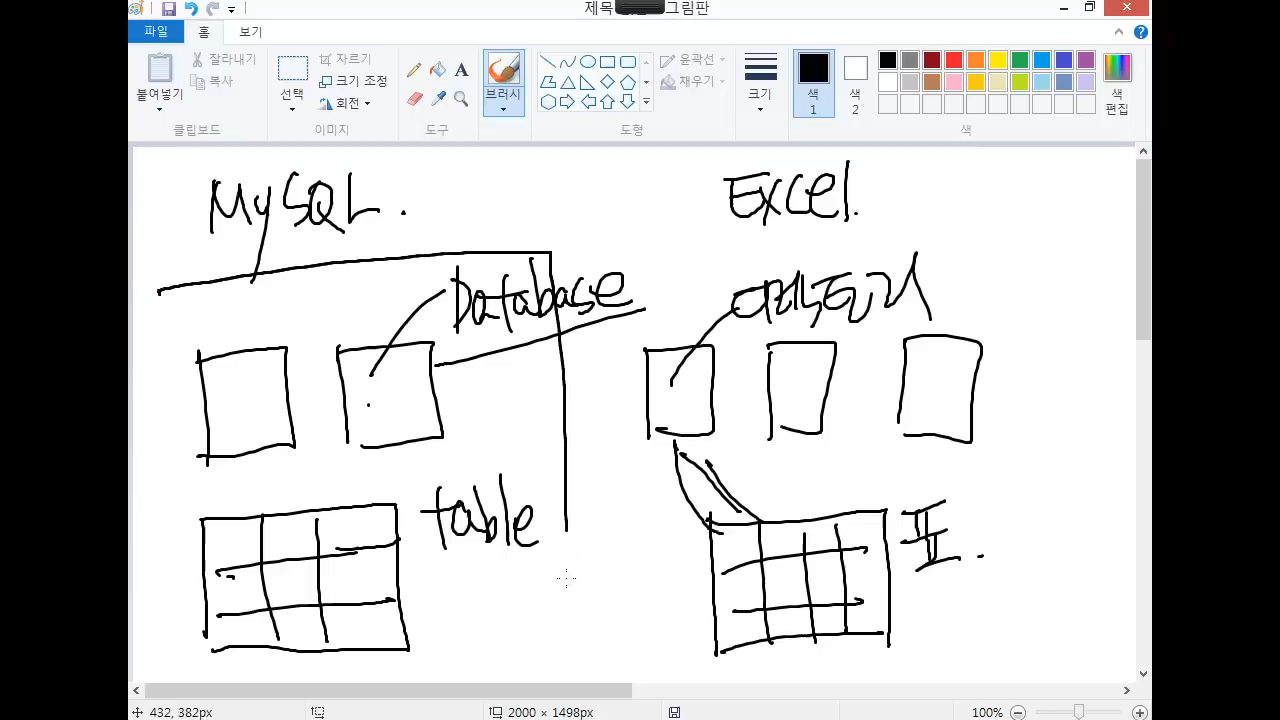 제목 그림판
파일 홈 보기
붙여넣기
잘라내기
복사
클립보드
선택
자르기
크기 조정
회전
이미지
A
도구
브러시
윤곽선
채우기
도형
크기
색
1
색
2
색
편집
색
MySQL.
Excel.
Database
table
표.
432, 382px
2000 × 1498px
100%